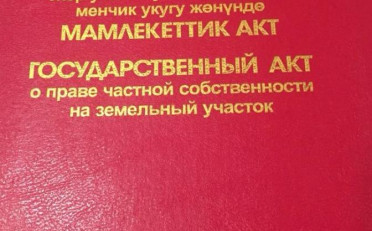 менчик укугу жөнүндө
МАМЛЕКЕТТИК АКТ
ГОСУДАРСТВЕННЫЙ АКТ
о праве частной собственности
на земельный участок